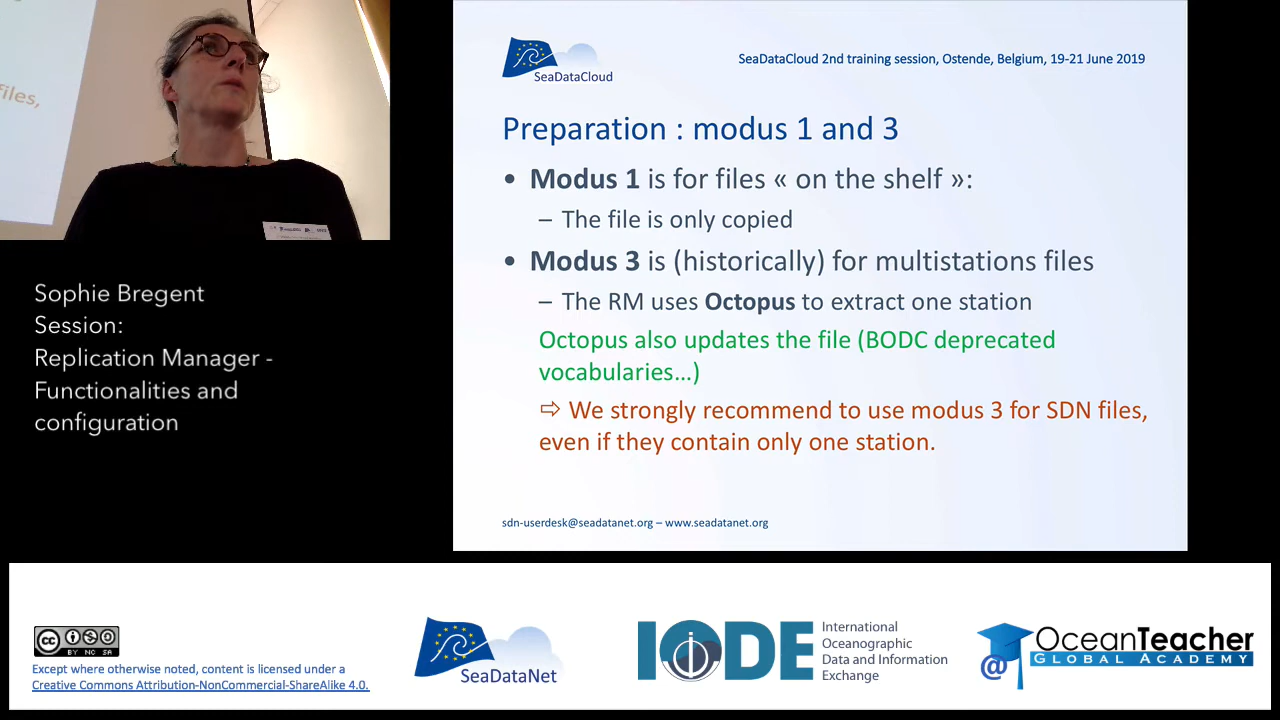 files,
SeaDataCloud
SeaDataCloud 2nd training session, Ostende, Belgium, 19-21 June 2019
Preparation : modus 1 and 3
• Modus 1 is for files « on the shelf »:
– The file is only copied
• Modus 3 is (historically) for multistations files
– The RM uses Octopus to extract one station
Octopus also updates the file (BODC deprecated
vocabularies…)
⇨ We strongly recommend to use modus 3 for SDN files,
even if they contain only one station.
sdn-userdesk@seadatanet.org – www.seadatanet.org
Sophie Bregent
Session:
Replication Manager -
Functionalities and
configuration
cc
BY NC SA
Except where otherwise noted, content is licensed under a
Creative Commons Attribution-NonCommercial-ShareAlike 4.0.
SeaDataNet
IODE
International
Oceanographic
Data and Information
Exchange
@
OceanTeacher
GLOBAL ACADEMY